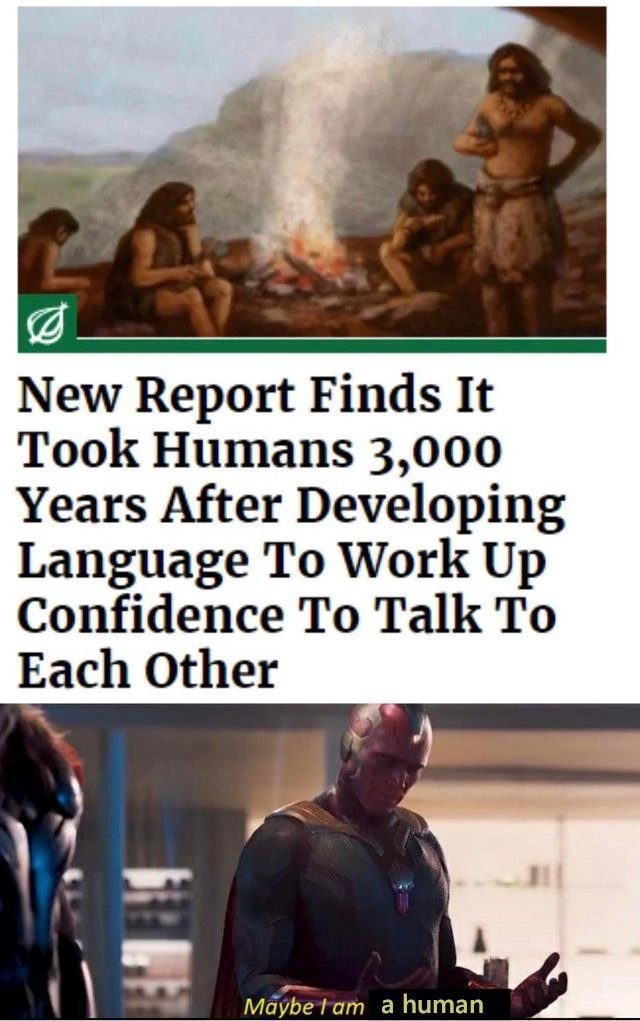 New Report Finds It
Took Humans 3,000
Years After Developing
Language To Work Up
Confidence To Talk To
Each Other
Maybe I am a human